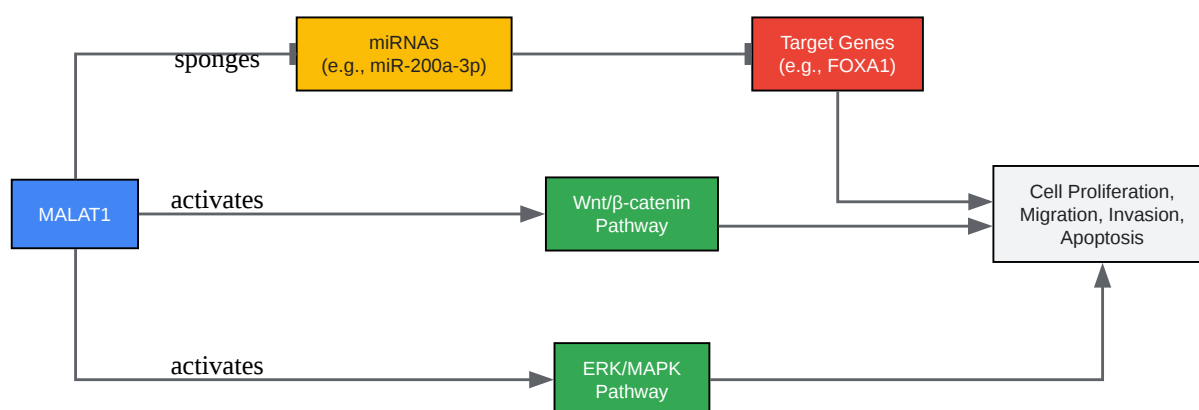 miRNAs
(e.g., miR-200a-3p)
Target Genes
(e.g., FOXA1)
sponges
MALAT1
activates
Wnt/β-catenin
Pathway
Cell Proliferation,
Migration, Invasion,
Apoptosis
activates
ERK/MAPK
Pathway